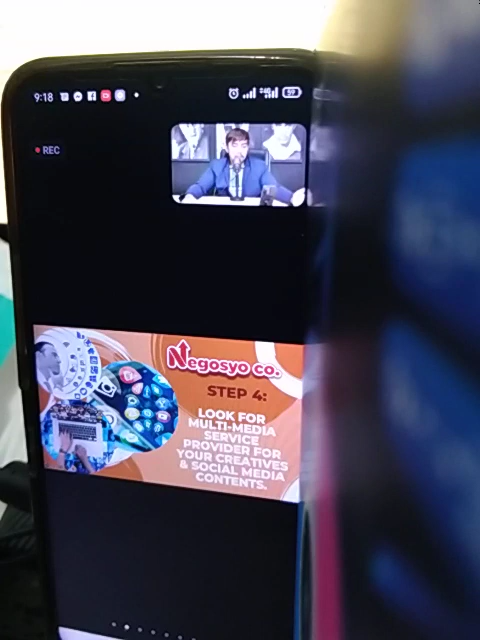 9:18
59
REC
Negosyo co.
STEP 4:
LOOK FOR
MULTI-MEDIA
SERVICE
PROVIDER FOR
YOUR CREATIVES
& SOCIAL MEDIA
CONTENTS.